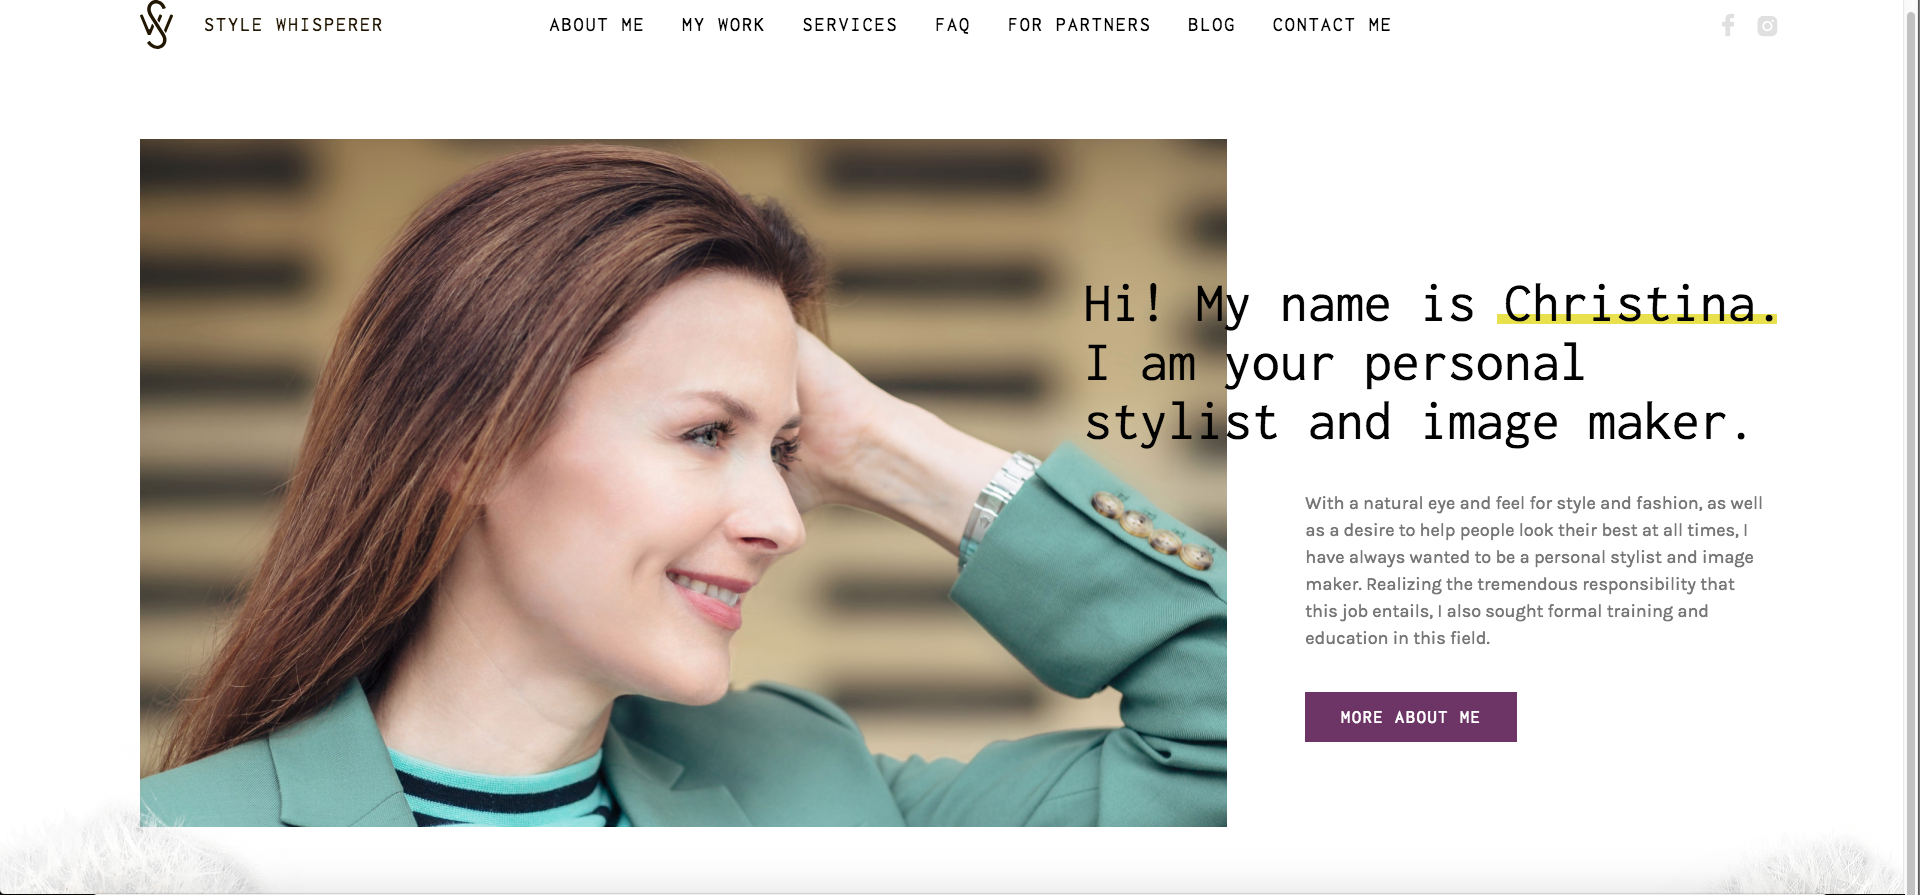 STYLE WHISPERER
ABOUT ME
MY WORK
SERVICES
FAQ
FOR PARTNERS
BLOG
CONTACT ME
Hi! My name is Christina.
I am your personal
stylist and image maker.
With a natural eye and feel for style and fashion, as well
as a desire to help people look their best at all times, I
have always wanted to be a personal stylist and image
maker. Realizing the tremendous responsibility that
this job entails, I also sought formal training and
education in this field.
MORE ABOUT ME